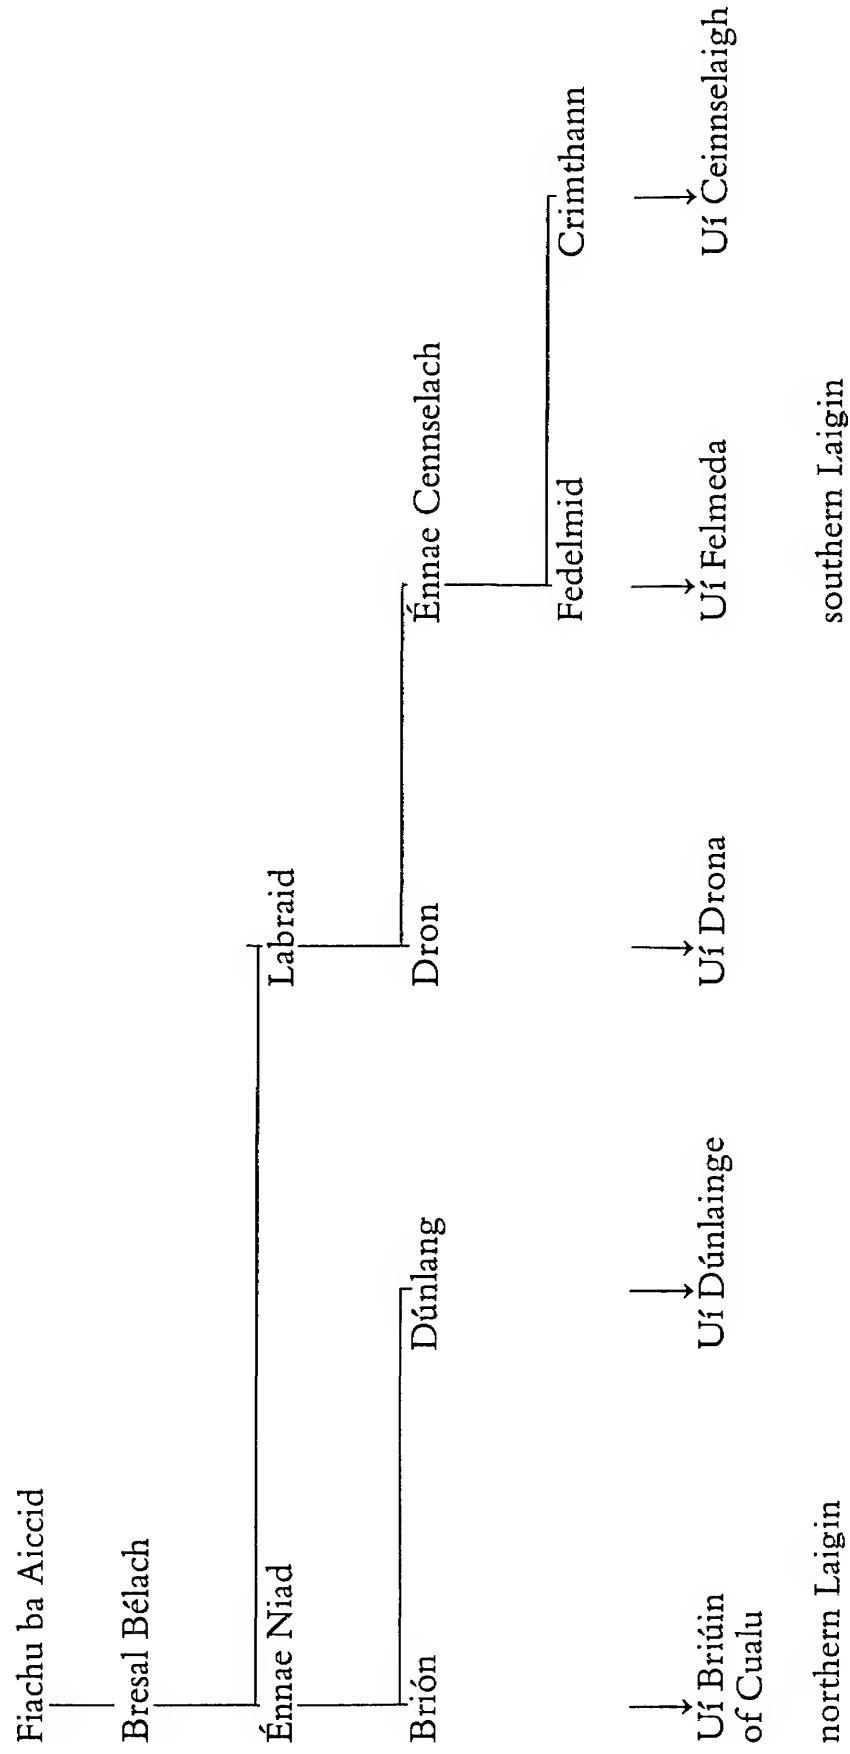 Fiachu ba Aiccid
Bresal Bélach
Énnae Niad
Labraid
Brión
Dúnlang
Dron
Énnae Cennselach
Fedelmid
Crimthann
Uí Briúin
of Cualu
Uí Dúnlainge
Uí Drona
Uí Felmeda
Uí Ceinnselaigh
northern Laigin
southern Laigin